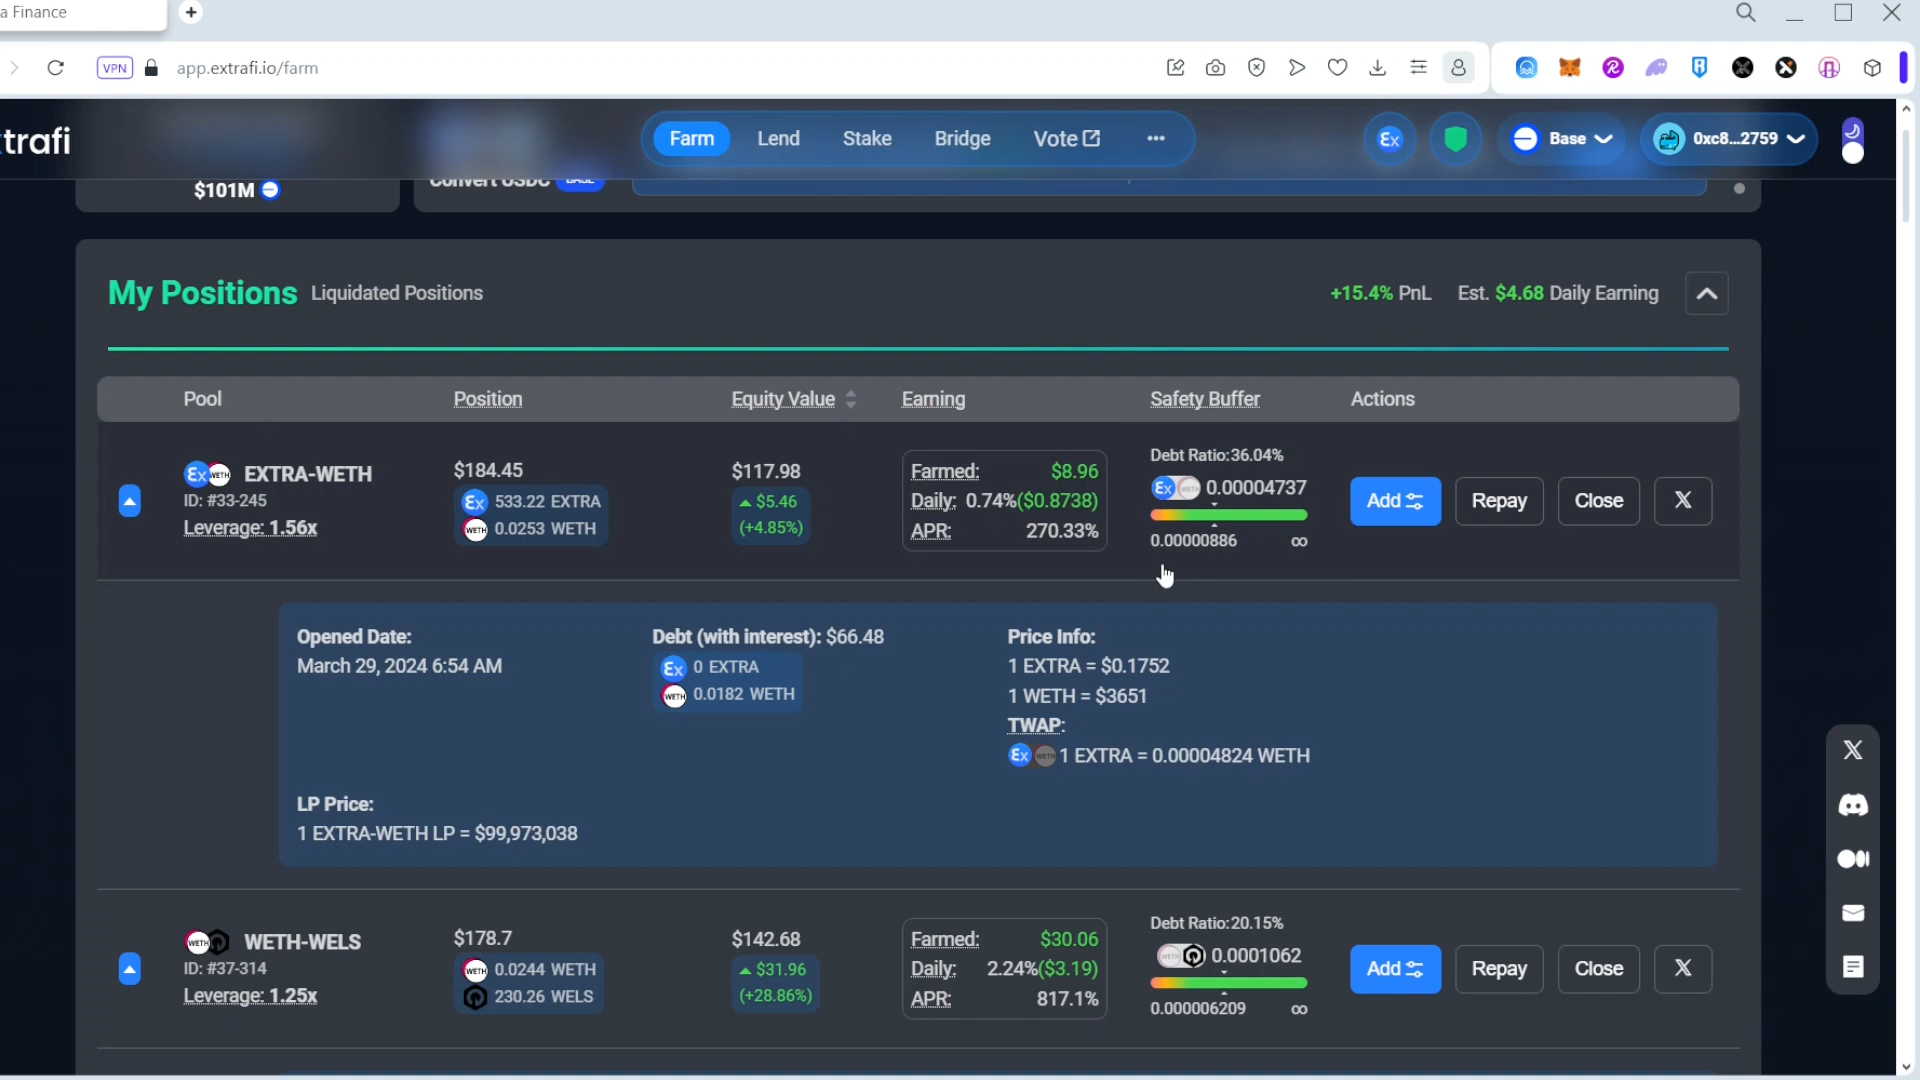 a Finance
VPN app.extrafi.io/farm
trafi
Farm Lend Stake Bridge Vote ··· Base 0xc8...2759
$101M
Convert USDC BASE
My Positions Liquidated Positions +15.4% PnL Est. $4.68 Daily Earning
Pool Position Equity Value Earning Safety Buffer Actions
EXTRA-WETH
ID: #33-245
Leverage: 1.56x
$184.45
533.22 EXTRA
0.0253 WETH
$117.98
$5.46
(+4.85%)
Farmed: $8.96
Daily: 0.74%($0.8738)
APR: 270.33%
Debt Ratio:36.04%
0.00004737
0.00000886 ∞
Add Repay Close X
Opened Date:
March 29, 2024 6:54 AM
Debt (with interest): $66.48
0 EXTRA
0.0182 WETH
Price Info:
1 EXTRA = $0.1752
1 WETH = $3651
TWAP:
1 EXTRA = 0.00004824 WETH
LP Price:
1 EXTRA-WETH LP = $99,973,038
WETH-WELS
ID: #37-314
Leverage: 1.25x
$178.7
0.0244 WETH
230.26 WELS
$142.68
$31.96
(+28.86%)
Farmed: $30.06
Daily: 2.24%($3.19)
APR: 817.1%
Debt Ratio:20.15%
0.0001062
0.000006209 ∞
Add Repay Close X